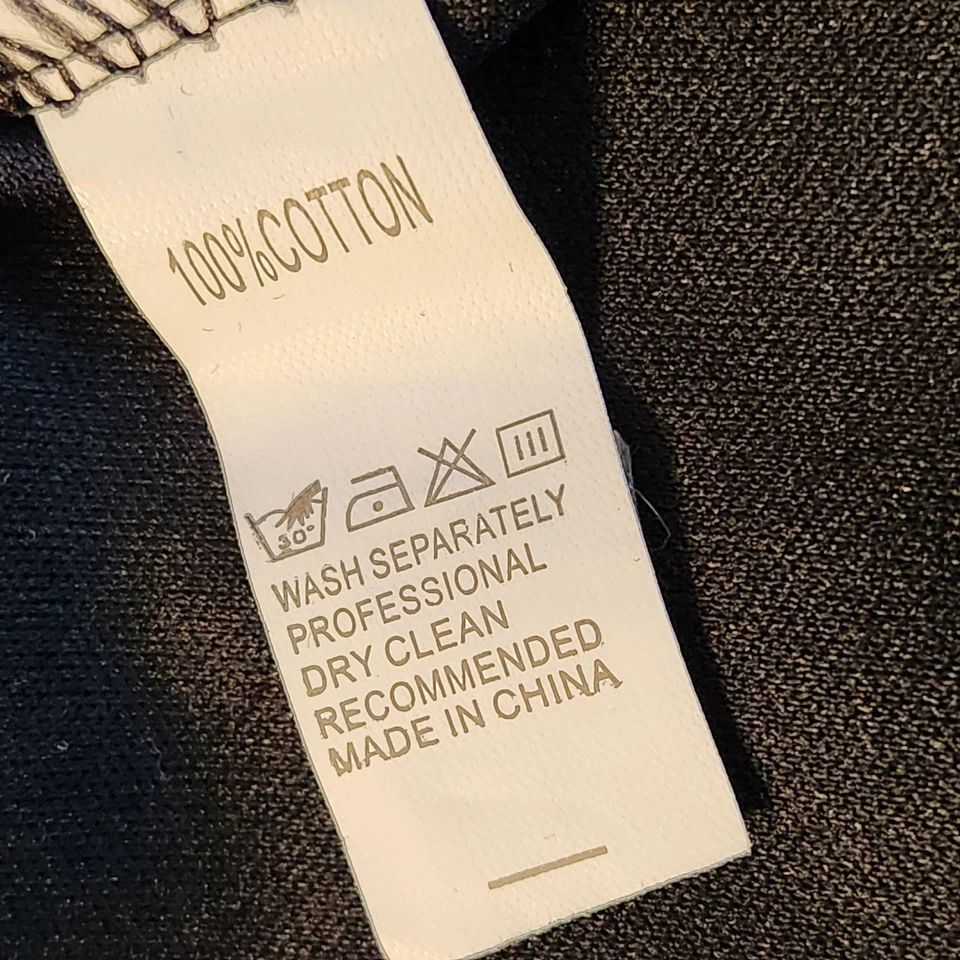 100%COTTON
30°
WASH SEPARATELY
PROFESSIONAL
DRY CLEAN
RECOMMENDED
MADE IN CHINA